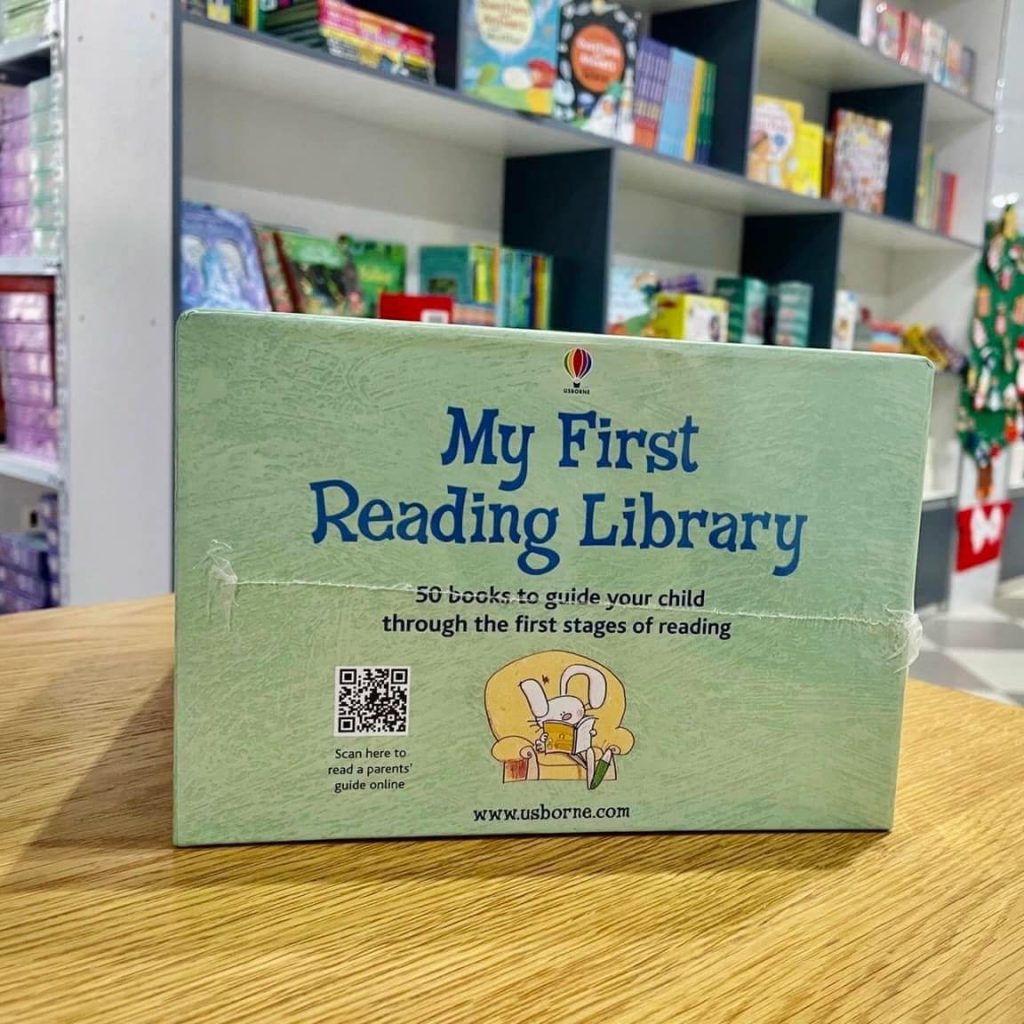 USBORNE
My First
Reading Library
50 books to guide your child
through the first stages of reading
Scan here to
read a parents'
guide online
www.usborne.com